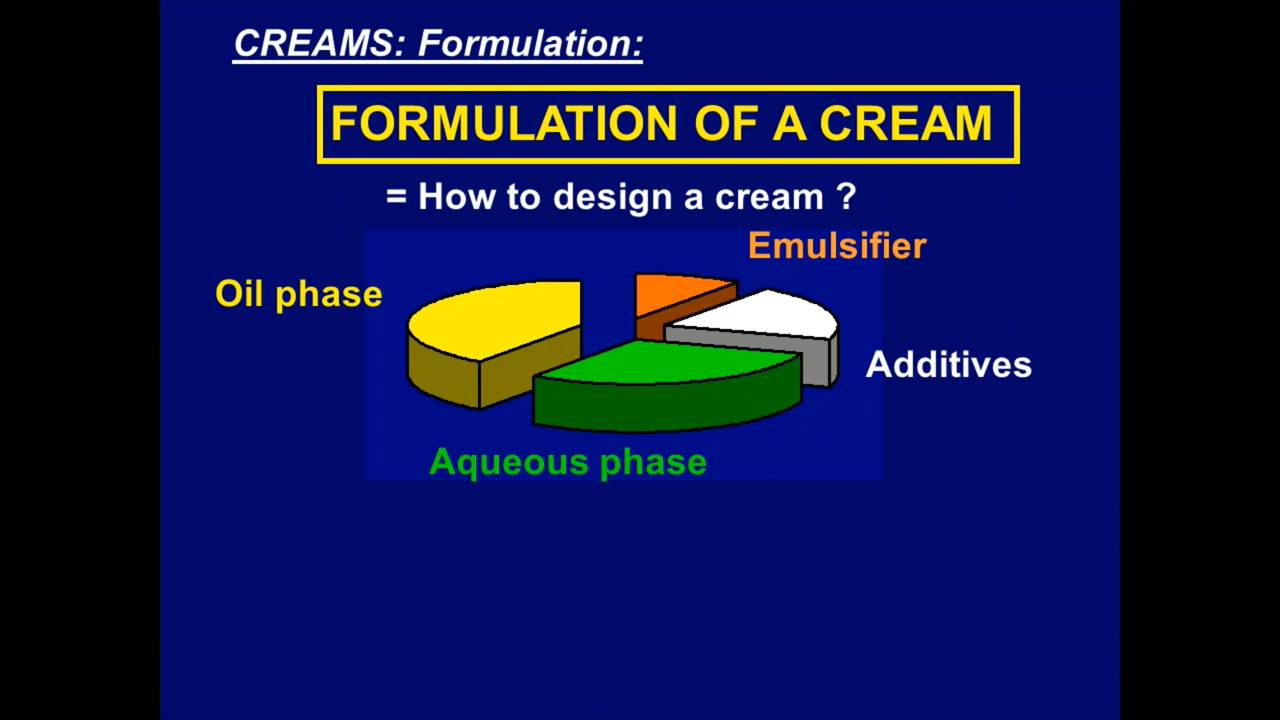 CREAMS: Formulation:
FORMULATION OF A CREAM
= How to design a cream ?
Emulsifier
Oil phase
Additives
Aqueous phase